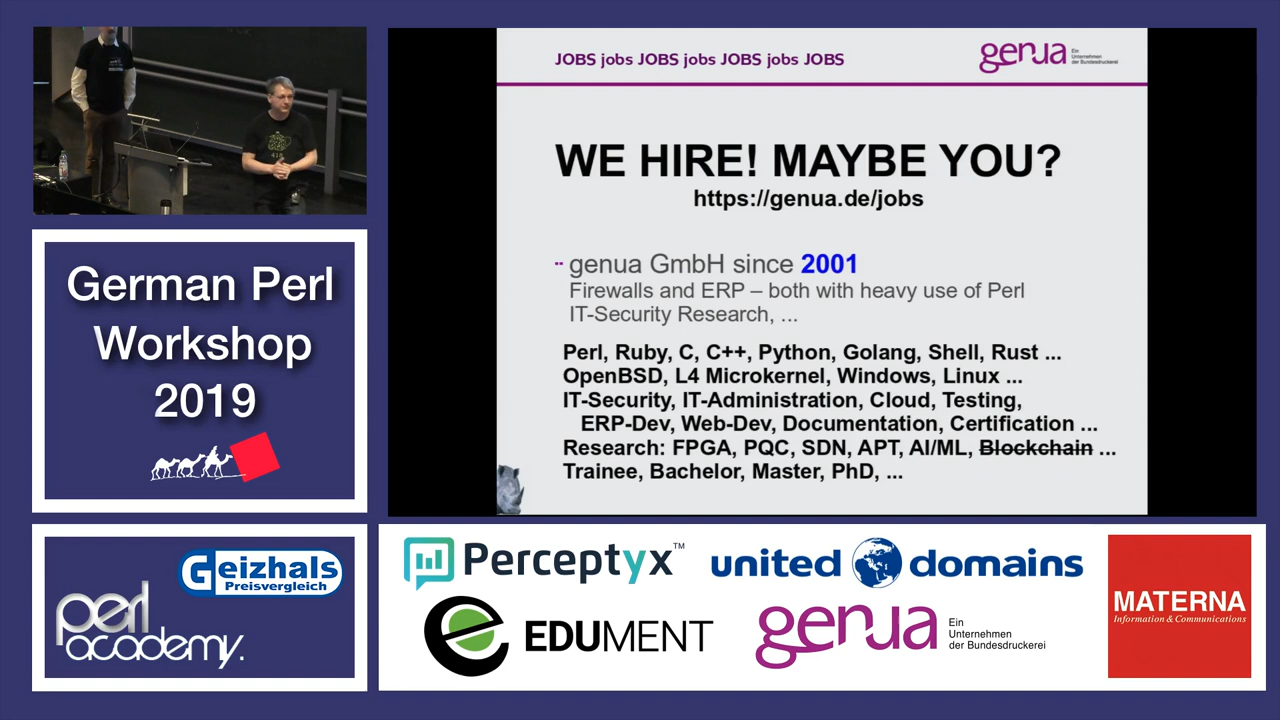 JOBS jobs JOBS jobs JOBS jobs JOBS
genua
Ein
Unternehmen
der Bundesdruckerei
WE HIRE! MAYBE YOU?
https://genua.de/jobs
genua GmbH since 2001
Firewalls and ERP – both with heavy use of Perl
IT-Security Research, ...
Perl, Ruby, C, C++, Python, Golang, Shell, Rust ...
OpenBSD, L4 Microkernel, Windows, Linux ...
IT-Security, IT-Administration, Cloud, Testing,
ERP-Dev, Web-Dev, Documentation, Certification ...
Research: FPGA, PQC, SDN, APT, AI/ML, Blockchain ...
Trainee, Bachelor, Master, PhD, ...
418
German Perl
Workshop
2019
Geizhals
Preisvergleich
perl
academy.
Perceptyx™
united domains
EDUMENT
genua
Ein
Unternehmen
der Bundesdruckerei
MATERNA
Information & Communications